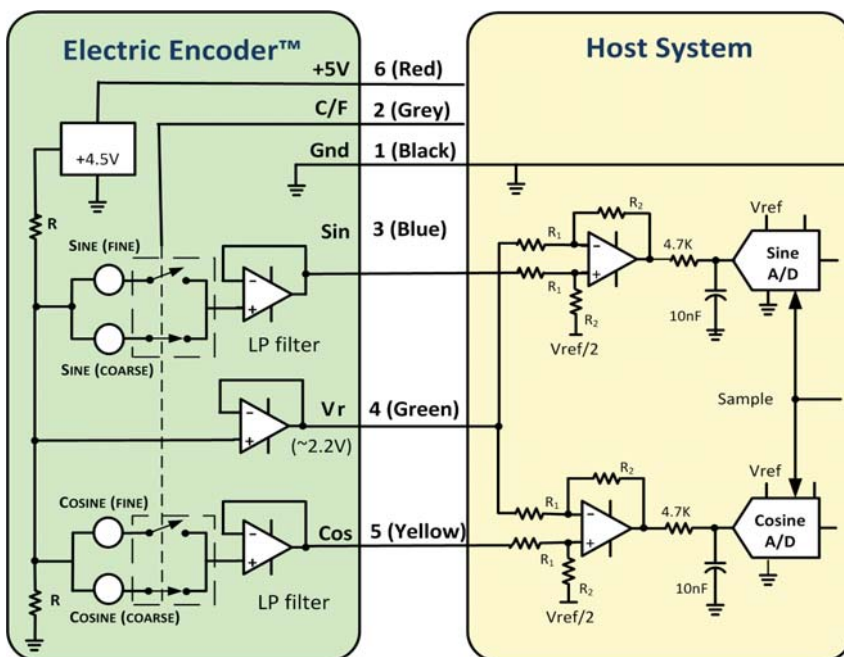 Electric Encoder™
Host System
+5V 6 (Red)
C/F 2 (Grey)
Gnd 1 (Black)
+4.5V
R
SINE (FINE)
SINE (COARSE)
LP filter
Sin 3 (Blue)
Vr 4 (Green)
(~2.2V)
COSINE (FINE)
COSINE (COARSE)
R
LP filter
Cos 5 (Yellow)
R1
R2
R1
R2
Vref/2
4.7K
10nF
Vref
Sine
A/D
Sample
R1
R2
R1
R2
Vref/2
4.7K
10nF
Vref
Cosine
A/D
- +
- +
- +
- +
- +